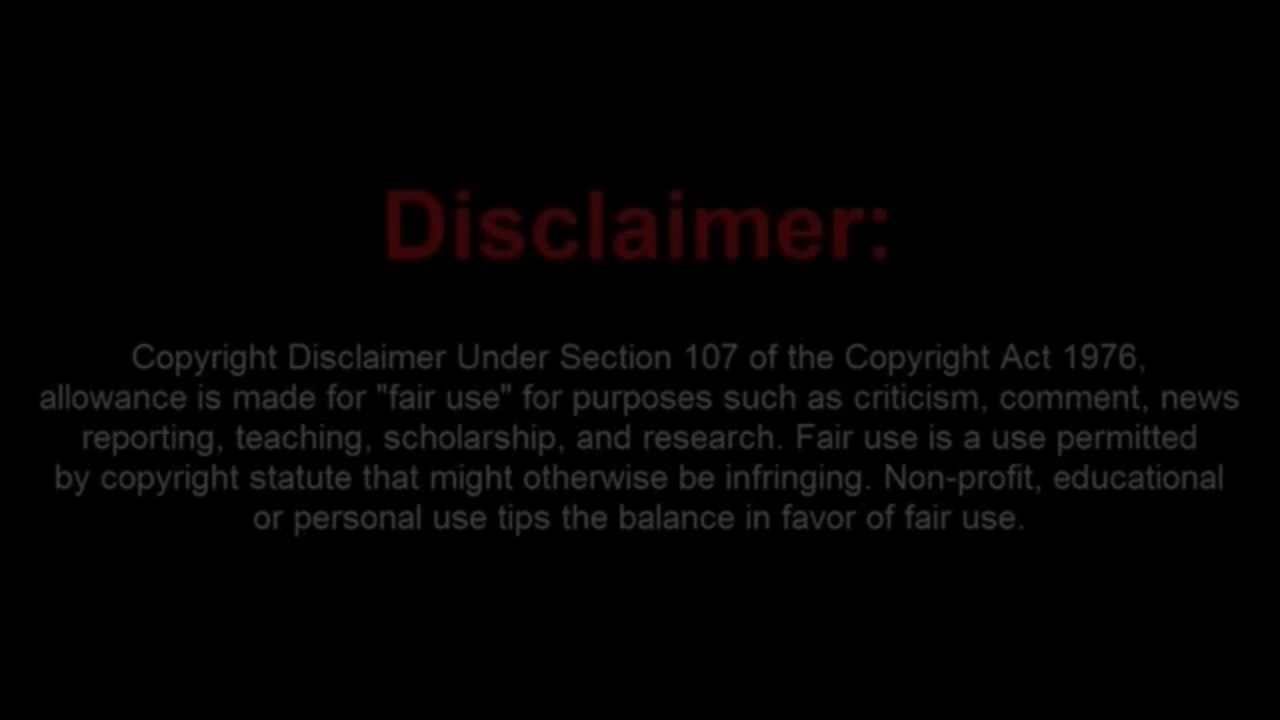 Disclaimer:
Copyright Disclaimer Under Section 107 of the Copyright Act 1976,
allowance is made for "fair use" for purposes such as criticism, comment, news
reporting, teaching, scholarship, and research. Fair use is a use permitted
by copyright statute that might otherwise be infringing. Non-profit, educational
or personal use tips the balance in favor of fair use.